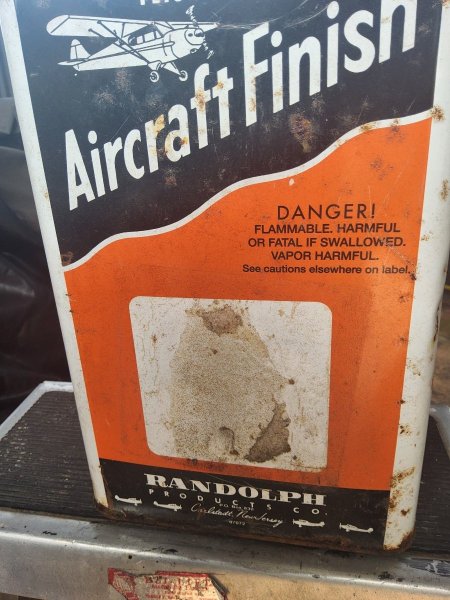 Aircraft Finish
DANGER!
FLAMMABLE. HARMFUL
OR FATAL IF SWALLOWED.
VAPOR HARMFUL.
See cautions elsewhere on label.
RANDOLPH
PRODUCTS CO.
Carlstadt, New Jersey
07072